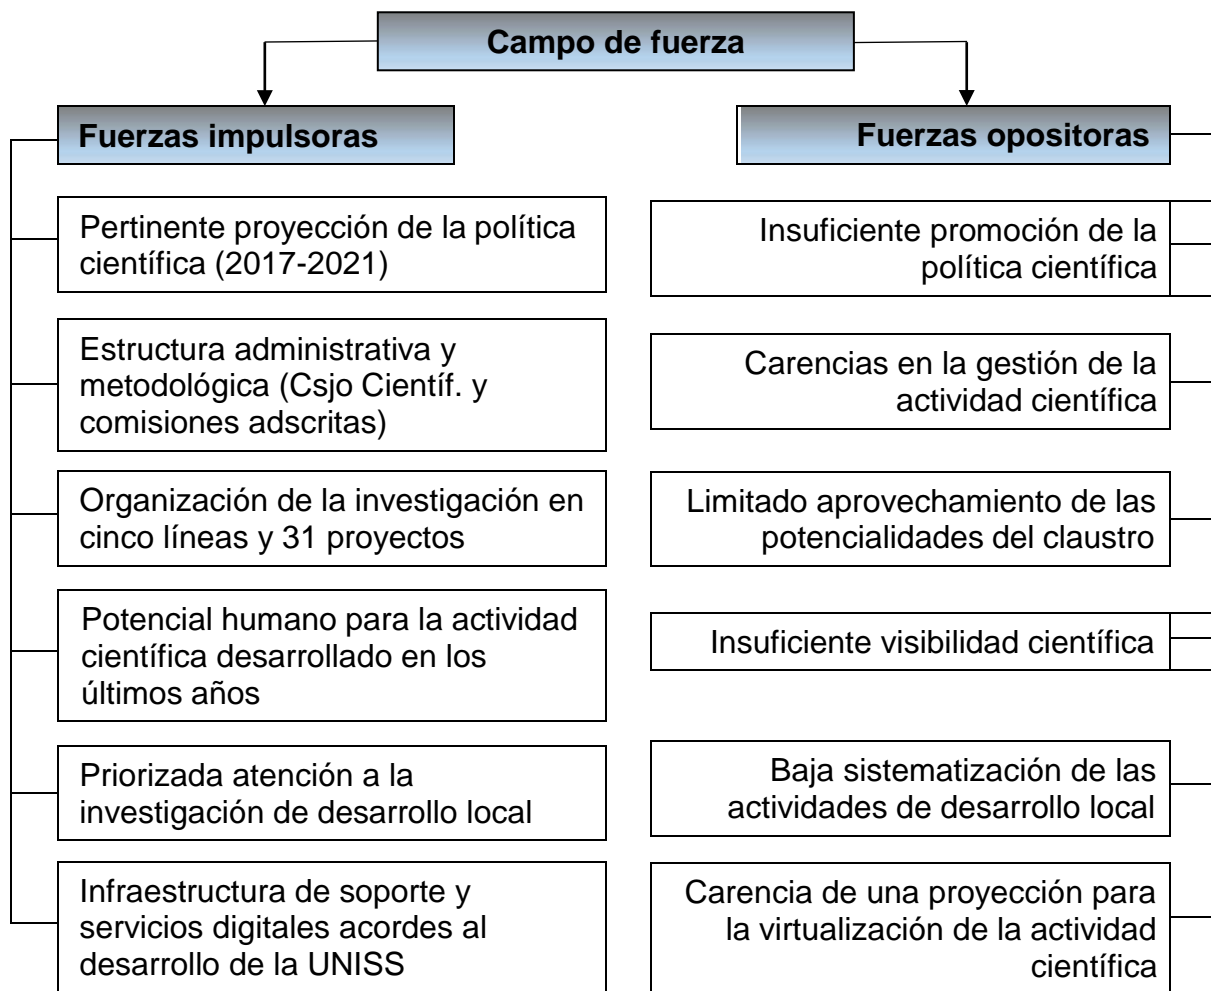 Campo de fuerza
Fuerzas impulsoras
Pertinente proyección de la política
científica (2017-2021)
Estructura administrativa y
metodológica (Csjo Científ. y
comisiones adscritas)
Organización de la investigación en
cinco líneas y 31 proyectos
Potencial humano para la actividad
científica desarrollado en los
últimos años
Priorizada atención a la
investigación de desarrollo local
Infraestructura de soporte y
servicios digitales acordes al
desarrollo de la UNISS
Fuerzas opositoras
Insuficiente promoción de la
política científica
Carencias en la gestión de la
actividad científica
Limitado aprovechamiento de las
potencialidades del claustro
Insuficiente visibilidad científica
Baja sistematización de las
actividades de desarrollo local
Carencia de una proyección para
la virtualización de la actividad
científica